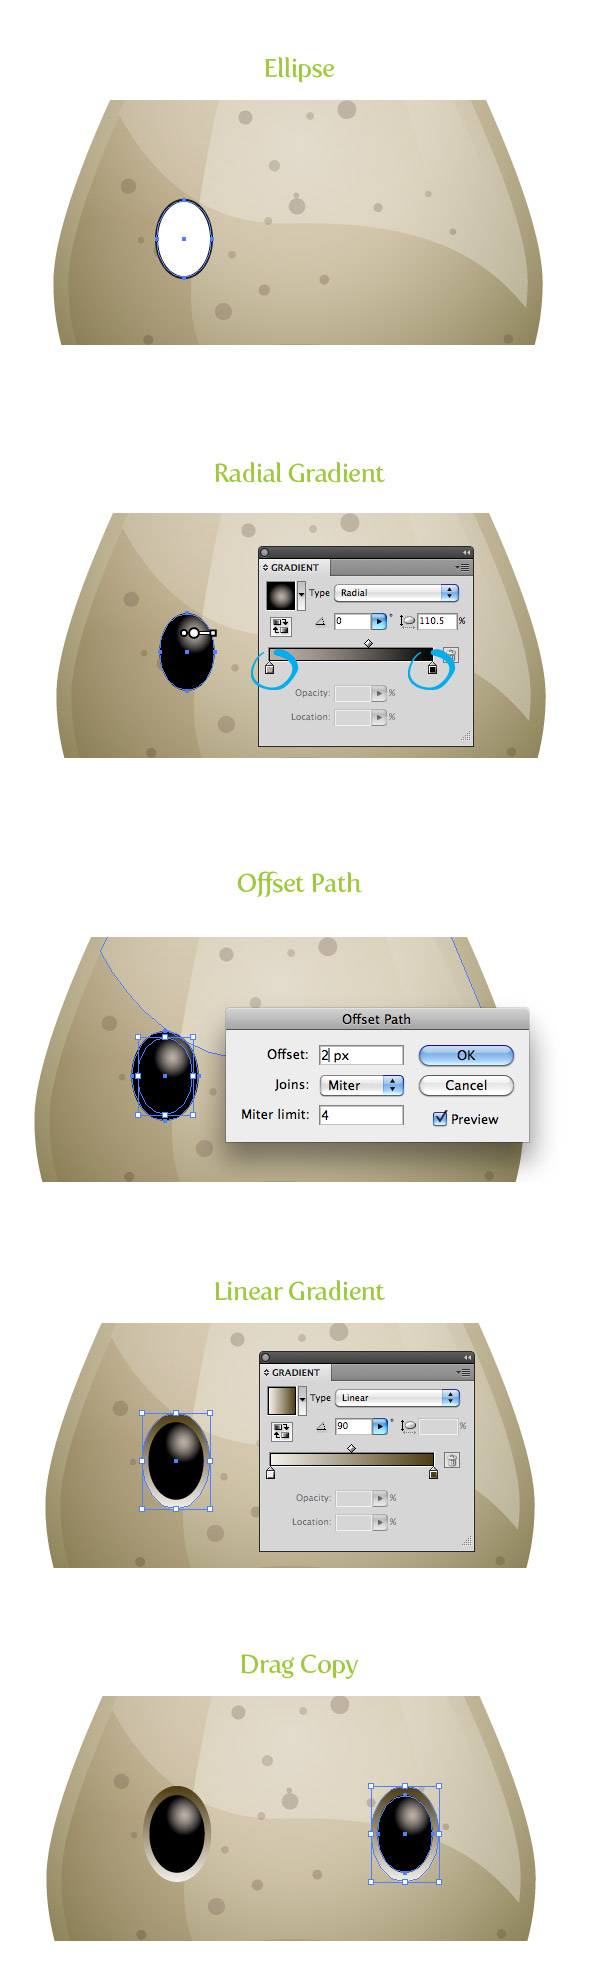 Ellipse
Radial Gradient
GRADIENT
Type Radial
0 ° 110.5 %
Opacity: %
Location: %
Offset Path
Offset Path
Offset: 2 px OK
Joins: Miter Cancel
Miter limit: 4 Preview
Linear Gradient
GRADIENT
Type Linear
90 ° %
Opacity: %
Location: %
Drag Copy